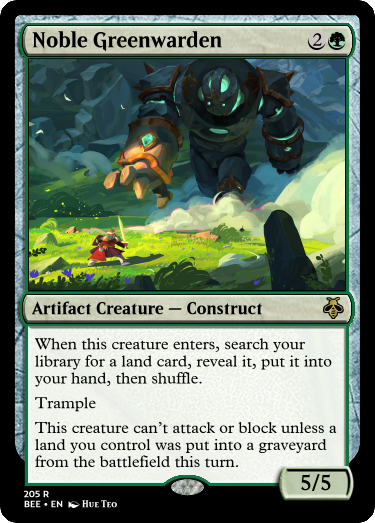 Noble Greenwarden 2
Artifact Creature — Construct
When this creature enters, search your
library for a land card, reveal it, put it into
your hand, then shuffle.
Trample
This creature can't attack or block unless a
land you control was put into a graveyard
from the battlefield this turn.
5/5
205 R
BEE • EN Hue Teo